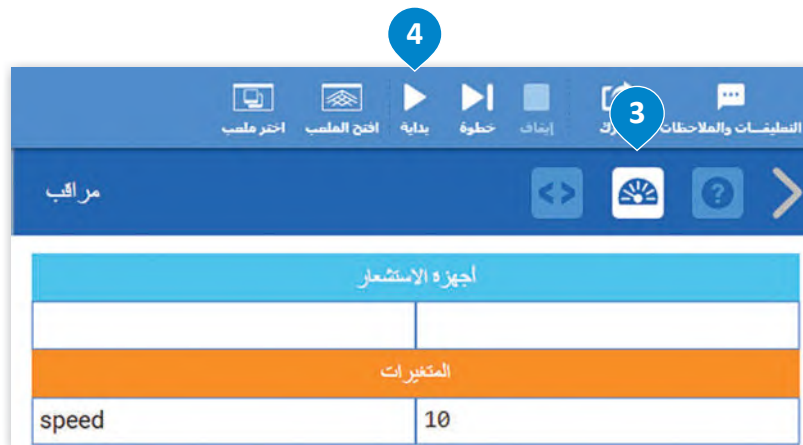 4
التعليقات والملاحظات
إيقاف
خطوة
بداية
افتح الملعب
اختر ملعب
3
مراقب
أجهزة الاستشعار
المتغيرات
speed 10